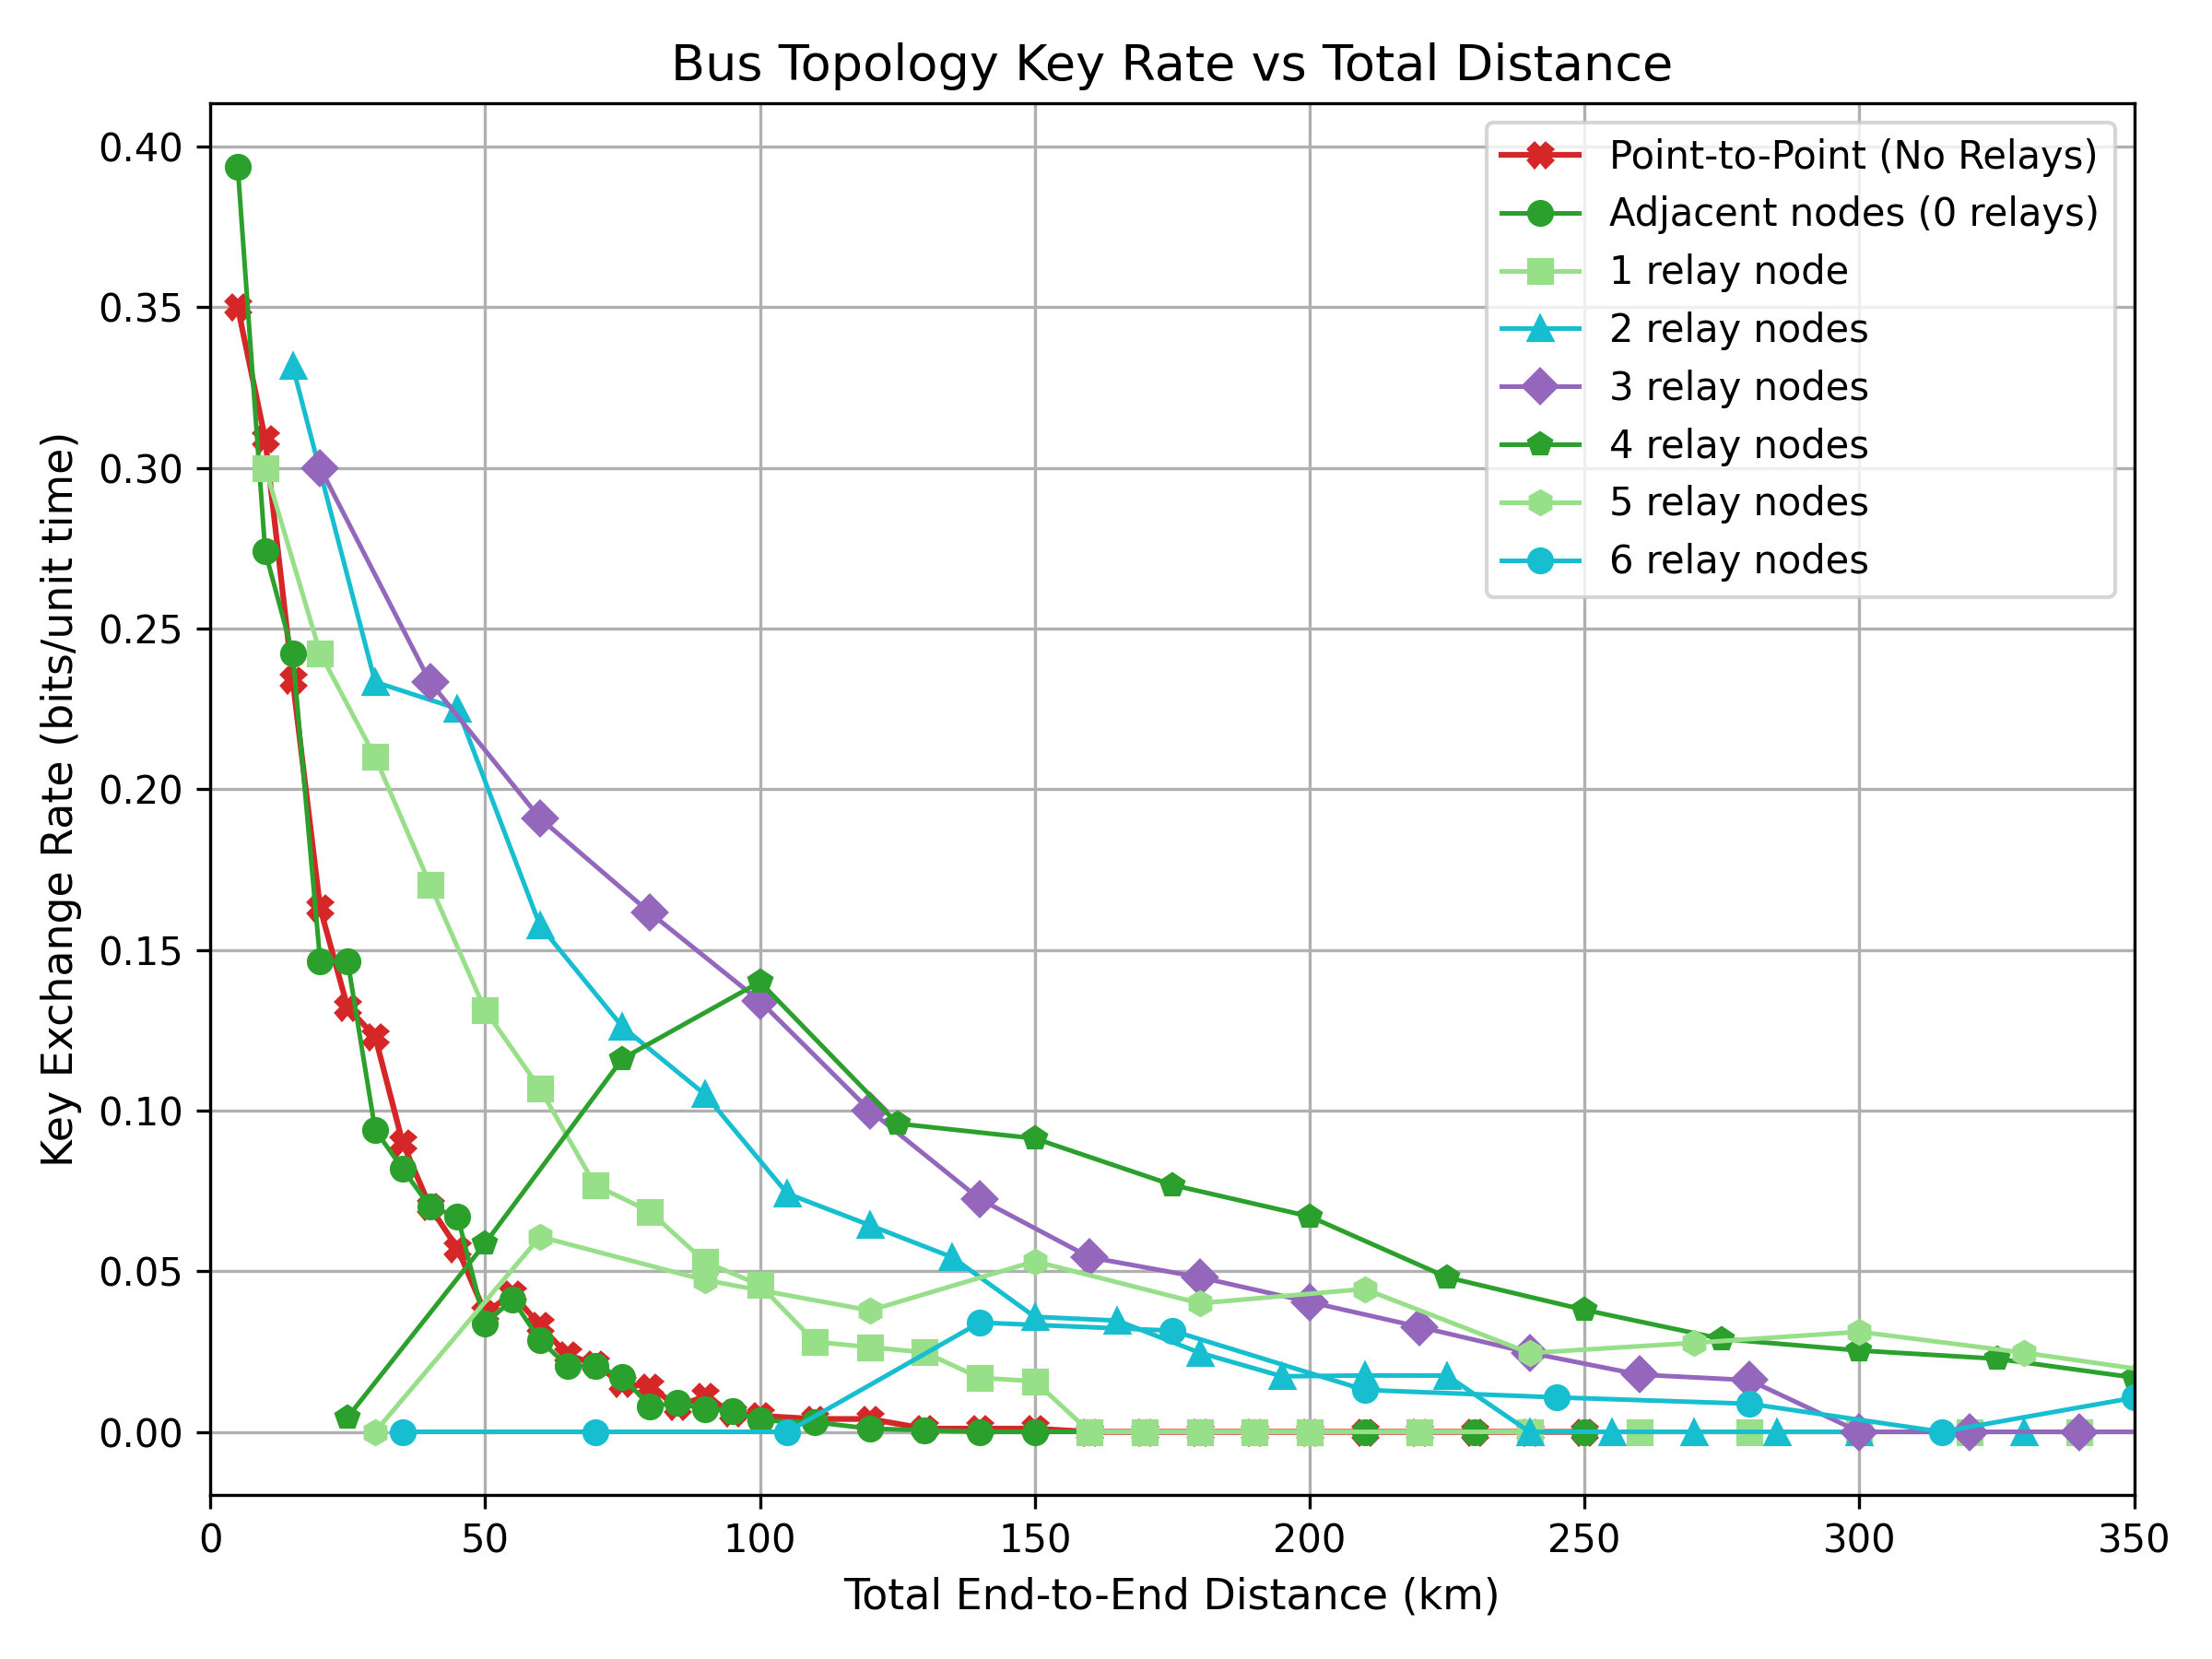 Bus Topology Key Rate vs Total Distance
Key Exchange Rate (bits/unit time)
0.40
0.35
0.30
0.25
0.20
0.15
0.10
0.05
0.00
Point-to-Point (No Relays)
Adjacent nodes (0 relays)
1 relay node
2 relay nodes
3 relay nodes
4 relay nodes
5 relay nodes
6 relay nodes
0 50 100 150 200 250 300 350
Total End-to-End Distance (km)